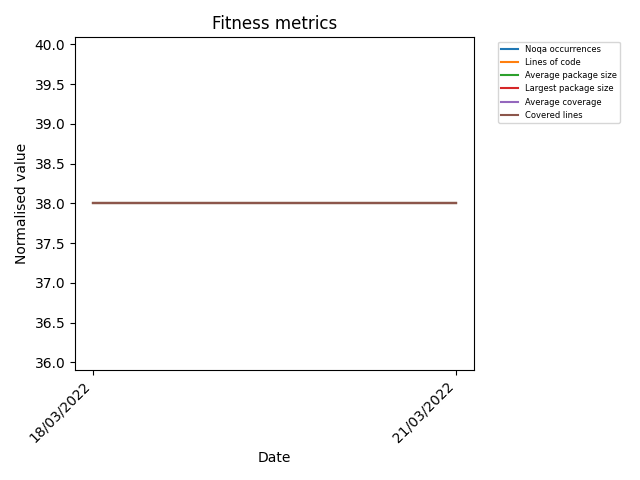 Fitness metrics
Noqa occurrences
Lines of code
Average package size
Largest package size
Average coverage
Covered lines
Normalised value
40.0
39.5
39.0
38.5
38.0
37.5
37.0
36.5
36.0
18/03/2022
21/03/2022
Date